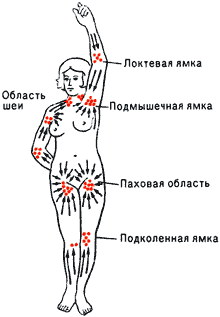 Локтевая ямка
Область
шеи
Подмышечная ямка
Паховая область
Подколенная ямка